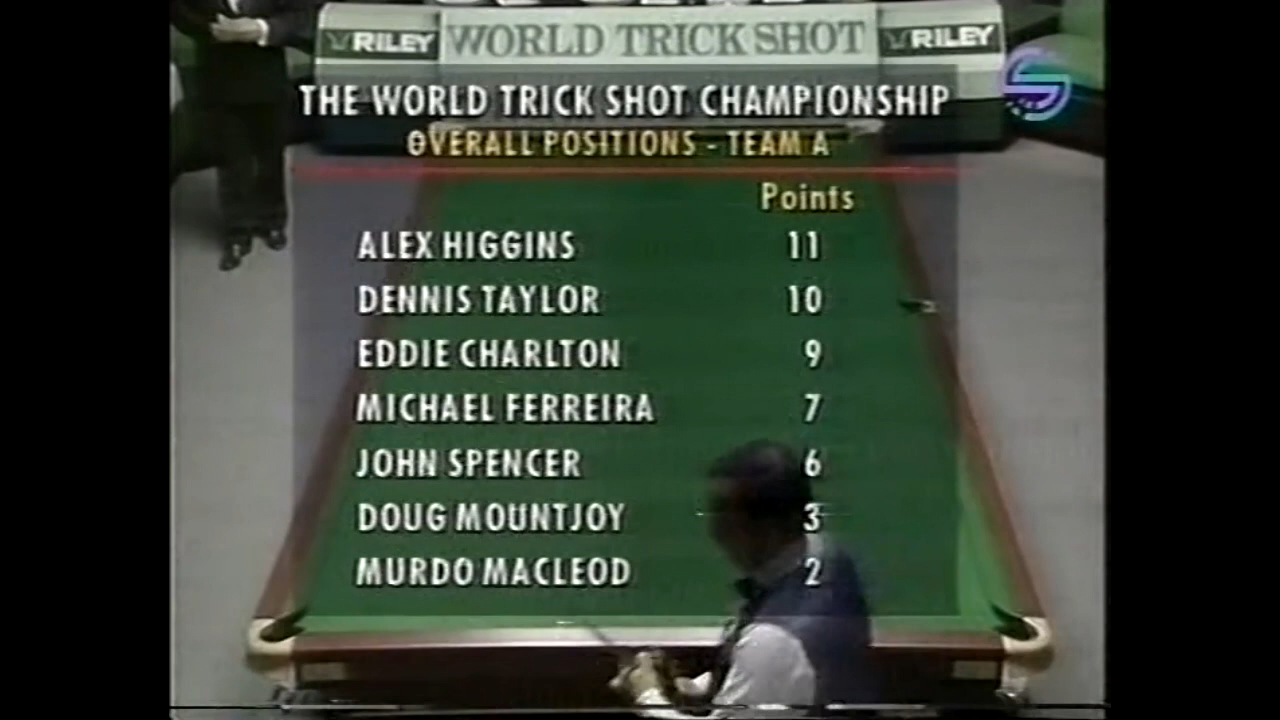 RILEY WORLD TRICK SHOT RILEY
THE WORLD TRICK SHOT CHAMPIONSHIP
OVERALL POSITIONS - TEAM A
Points
ALEX HIGGINS 11
DENNIS TAYLOR 10
EDDIE CHARLTON 9
MICHAEL FERREIRA 7
JOHN SPENCER 6
DOUG MOUNTJOY 3
MURDO MACLEOD 2